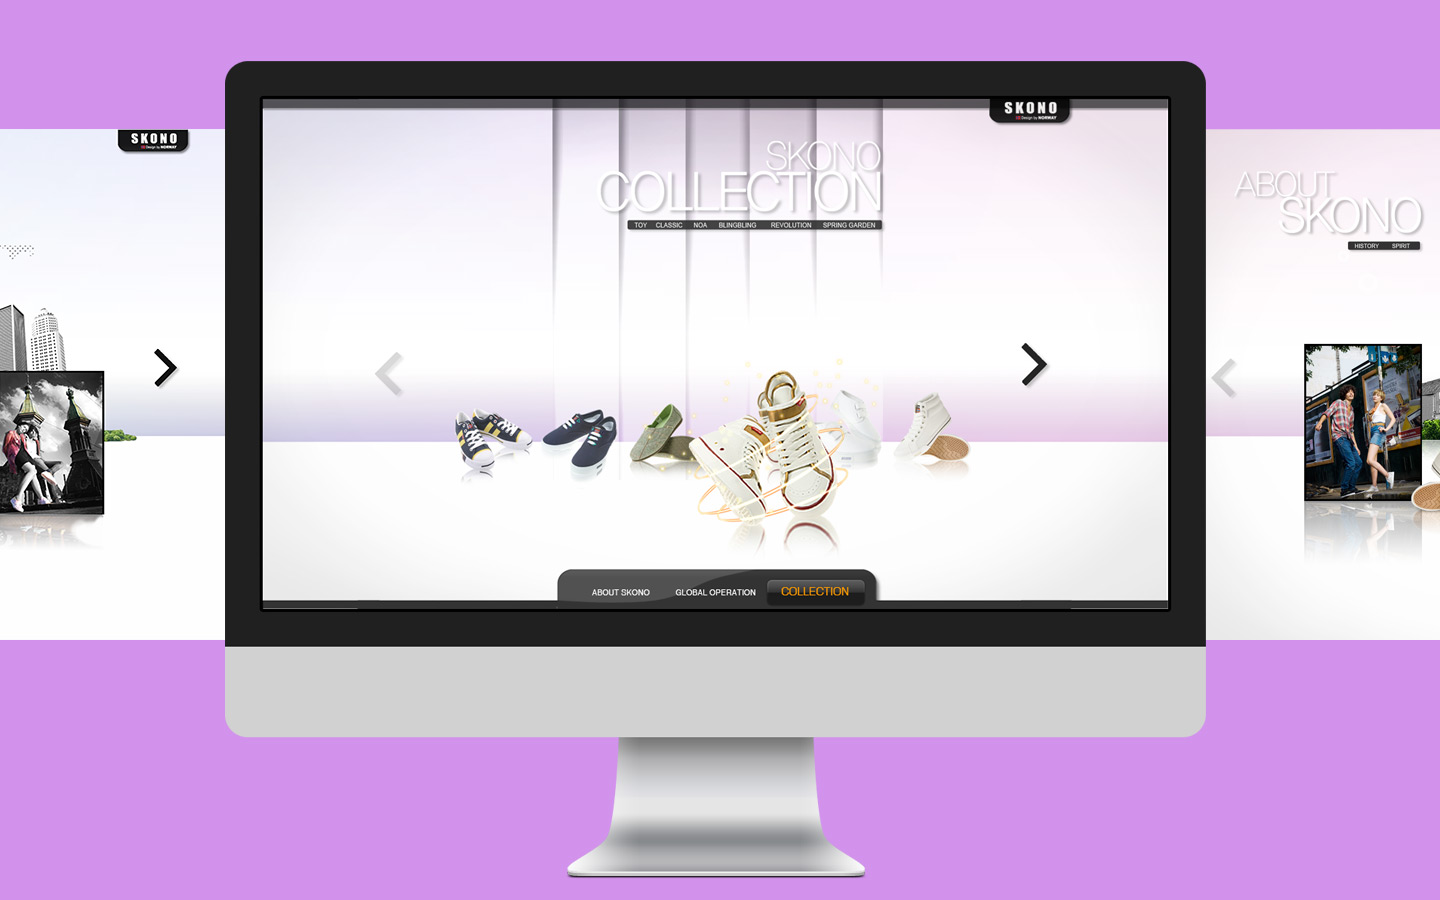 SKONO
Design by NORWAY
SKONO
COLLECTION
TOY CLASSIC NOA BLINGBLING REVOLUTION SPRING GARDEN
SKONO
Design by NORWAY
ABOUT
SKONO
HISTORY SPIRIT
ABOUT SKONO GLOBAL OPERATION COLLECTION